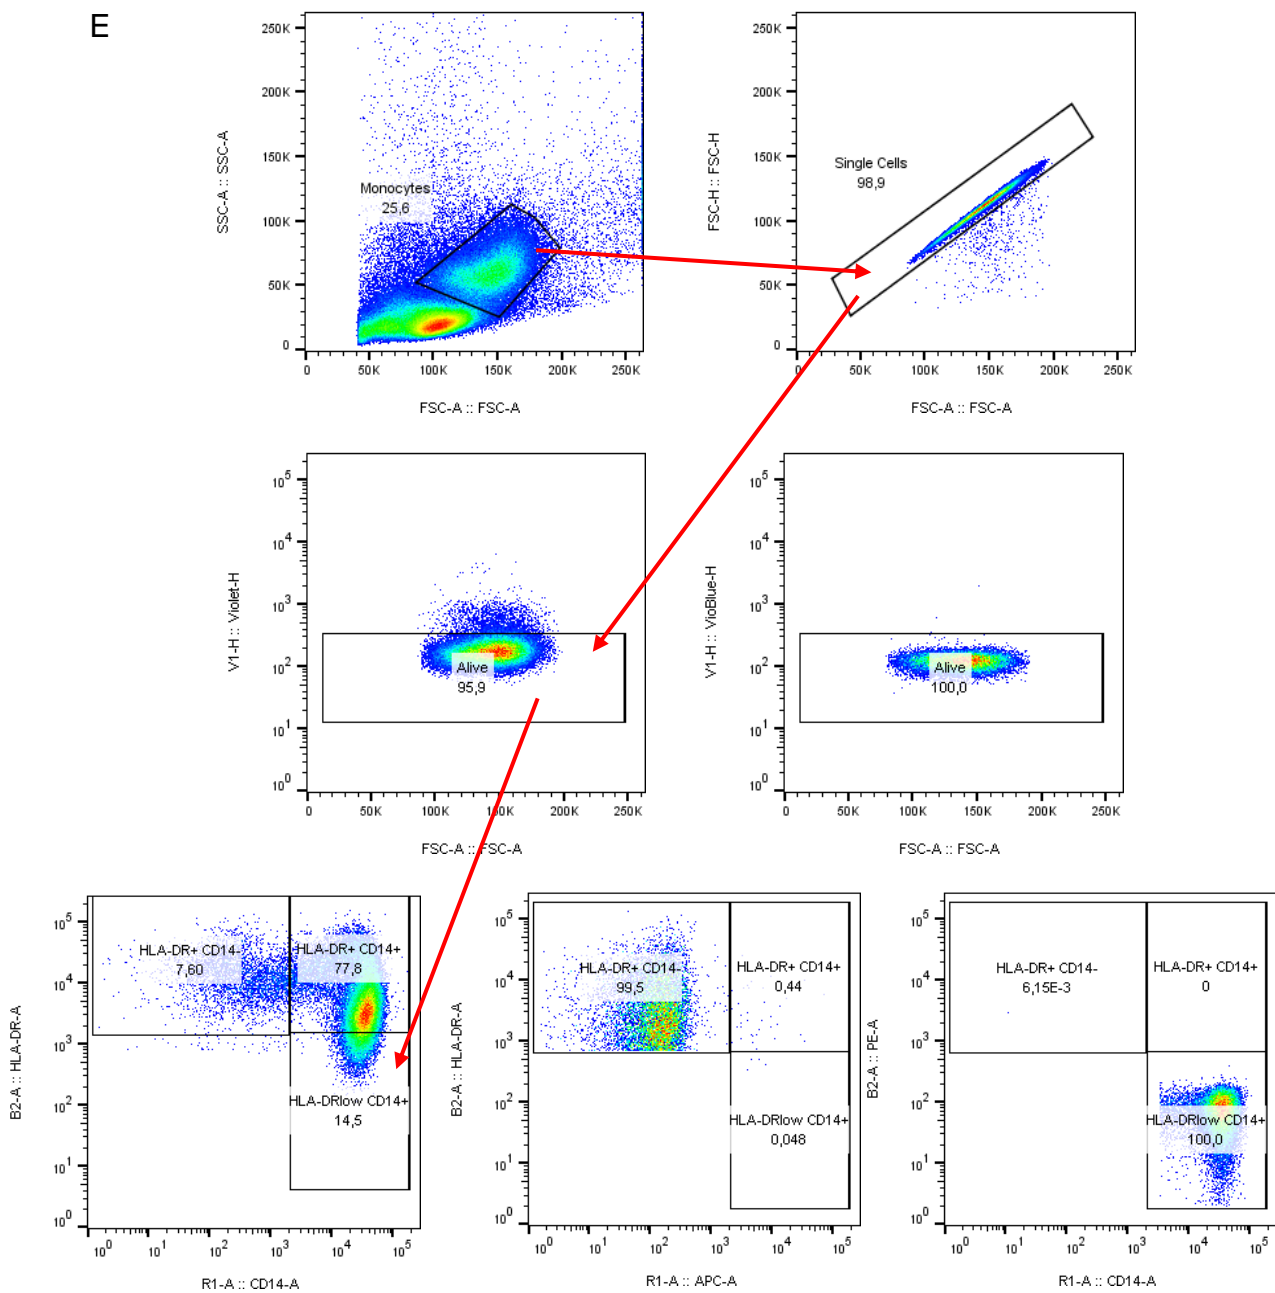 E
250K
200K
150K
100K
50K
0
SSC-A :: SSC-A
Monocytes
25,6
0 50K 100K 150K 200K 250K
FSC-A :: FSC-A
250K
200K
150K
100K
50K
0
FSC-H :: FSC-H
Single Cells
98,9
0 50K 100K 150K 200K 250K
FSC-A :: FSC-A
10^5
10^4
10^3
10^2
10^1
10^0
V1-H :: Violet-H
Alive
95,9
0 50K 100K 150K 200K 250K
FSC-A :: FSC-A
10^5
10^4
10^3
10^2
10^1
10^0
V1-H :: VioBlue-H
Alive
100,0
0 50K 100K 150K 200K 250K
FSC-A :: FSC-A
10^5
10^4
10^3
10^2
10^1
10^0
B2-A :: HLA-DR-A
HLA-DR+ CD14-
7,60
HLA-DR+ CD14+
77,8
HLA-DRlow CD14+
14,5
10^0 10^1 10^2 10^3 10^4 10^5
R1-A :: CD14-A
10^5
10^4
10^3
10^2
10^1
10^0
B2-A :: HLA-DR-A
HLA-DR+ CD14-
99,5
HLA-DR+ CD14+
0,44
HLA-DRlow CD14+
0,048
10^0 10^1 10^2 10^3 10^4 10^5
R1-A :: APC-A
10^5
10^4
10^3
10^2
10^1
10^0
B2-A :: PE-A
HLA-DR+ CD14-
6,15E-3
HLA-DR+ CD14+
0
HLA-DRlow CD14+
100,0
10^0 10^1 10^2 10^3 10^4 10^5
R1-A :: CD14-A